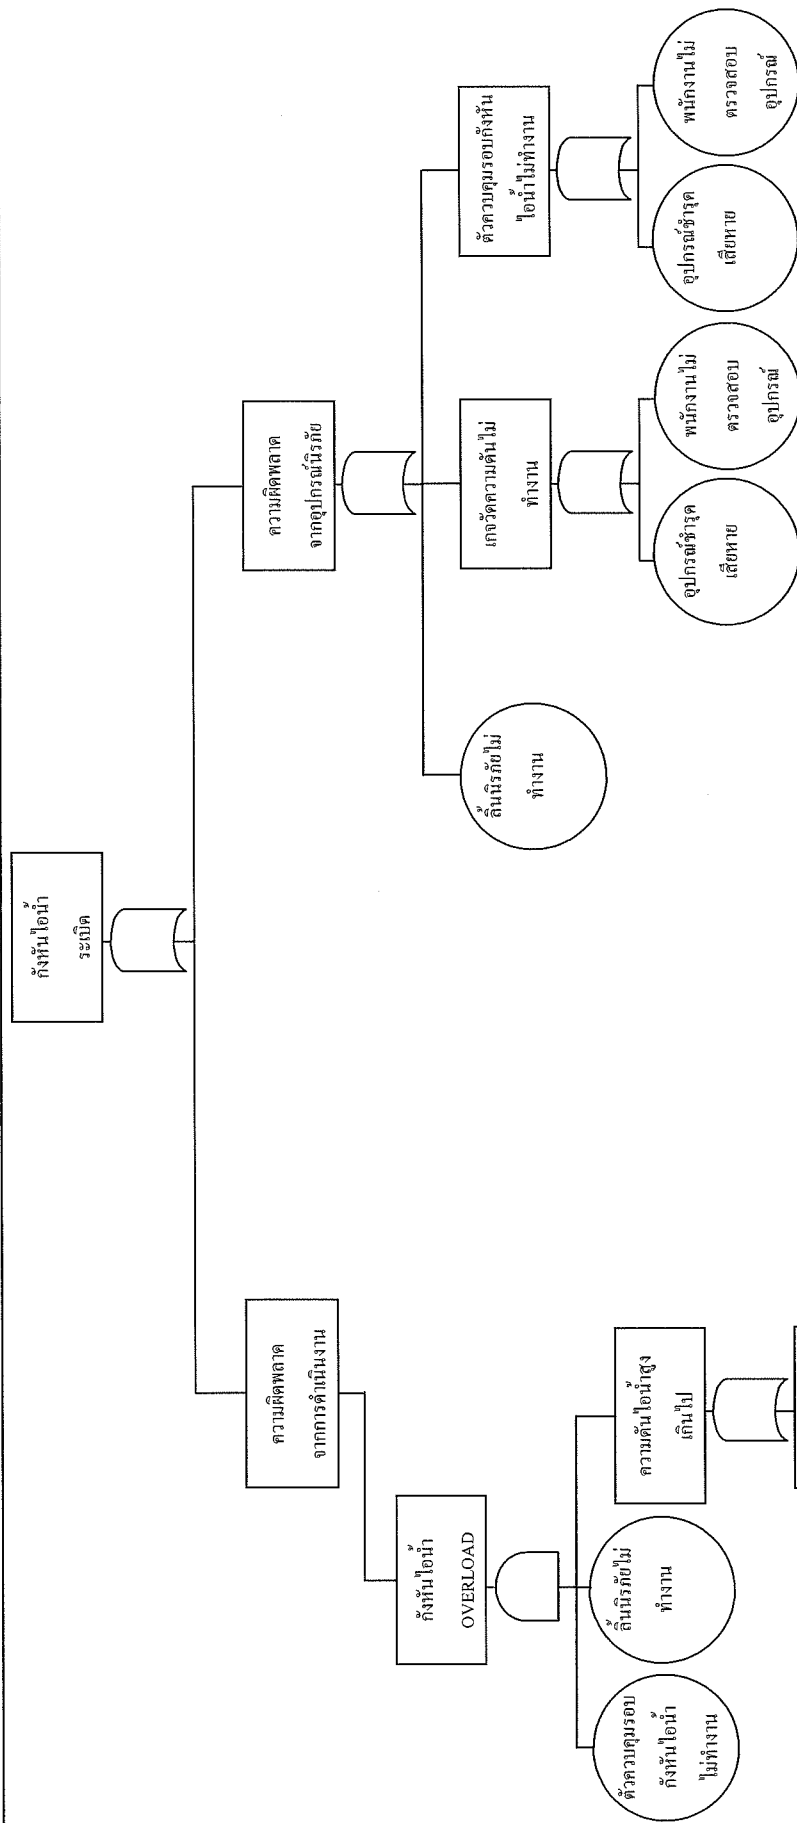 กังหันไอน้ำ
ระเบิด
ความผิดพลาด
จากการดำเนินงาน
ความผิดพลาด
จากอุปกรณ์นิรภัย
กังหันไอน้ำ
OVERLOAD
ลิ้นนิรภัยไม่
ทำงาน
เกจวัดความดันไม่
ทำงาน
ตัวควบคุมรอบกังหัน
ไอน้ำไม่ทำงาน
ตัวควบคุมรอบ
กังหันไอน้ำ
ไม่ทำงาน
ลิ้นนิรภัยไม่
ทำงาน
ความดันไอน้ำสูง
เกินไป
อุปกรณ์ชำรุด
เสียหาย
พนักงานไม่
ตรวจสอบ
อุปกรณ์
อุปกรณ์ชำรุด
เสียหาย
พนักงานไม่
ตรวจสอบ
อุปกรณ์